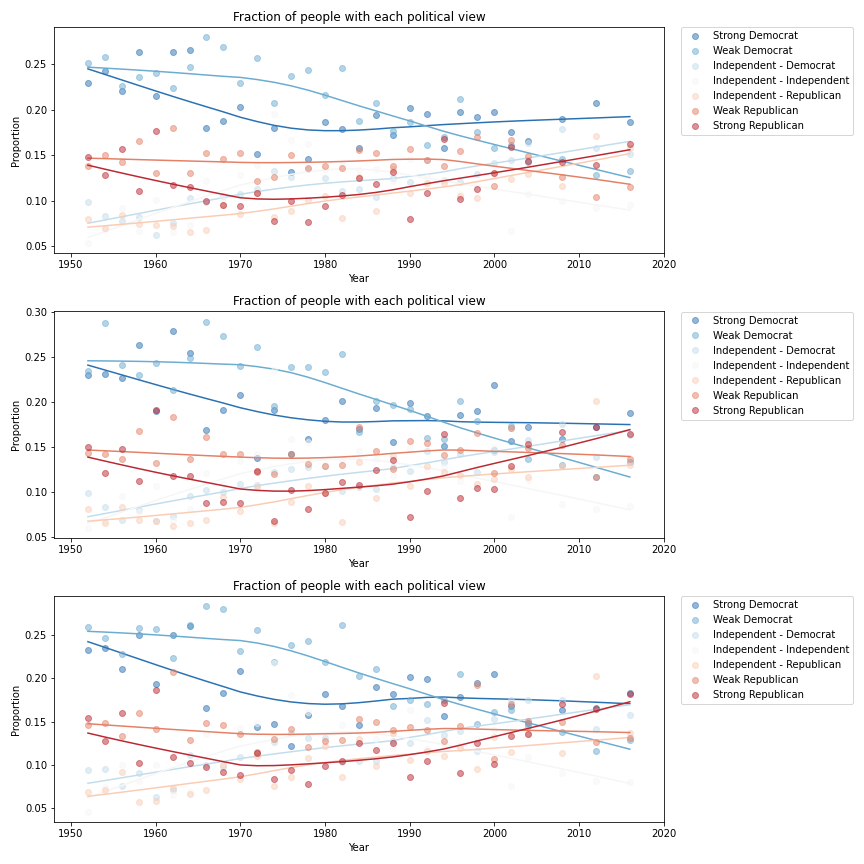 Fraction of people with each political view
0.25
0.20
0.15
0.10
0.05
Proportion
1950 1960 1970 1980 1990 2000 2010 2020
Year
Strong Democrat
Weak Democrat
Independent - Democrat
Independent - Independent
Independent - Republican
Weak Republican
Strong Republican
Fraction of people with each political view
0.30
0.25
0.20
0.15
0.10
0.05
Proportion
1950 1960 1970 1980 1990 2000 2010 2020
Year
Strong Democrat
Weak Democrat
Independent - Democrat
Independent - Independent
Independent - Republican
Weak Republican
Strong Republican
Fraction of people with each political view
0.25
0.20
0.15
0.10
0.05
Proportion
1950 1960 1970 1980 1990 2000 2010 2020
Year
Strong Democrat
Weak Democrat
Independent - Democrat
Independent - Independent
Independent - Republican
Weak Republican
Strong Republican